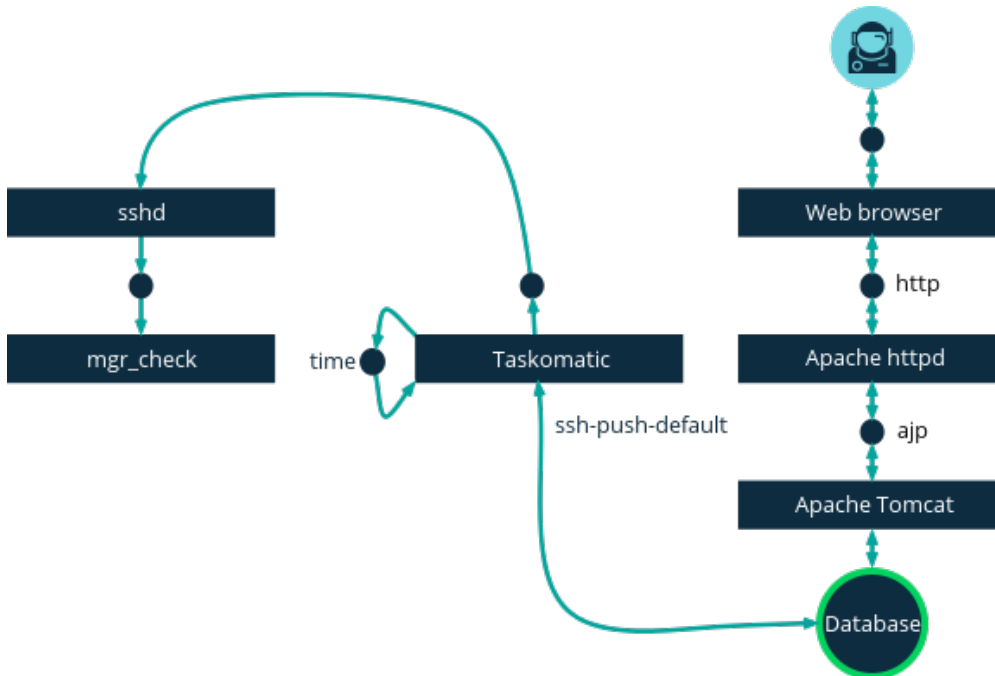 sshd
Web browser
http
mgr_check
time
Taskomatic
Apache httpd
ssh-push-default
ajp
Apache Tomcat
Database